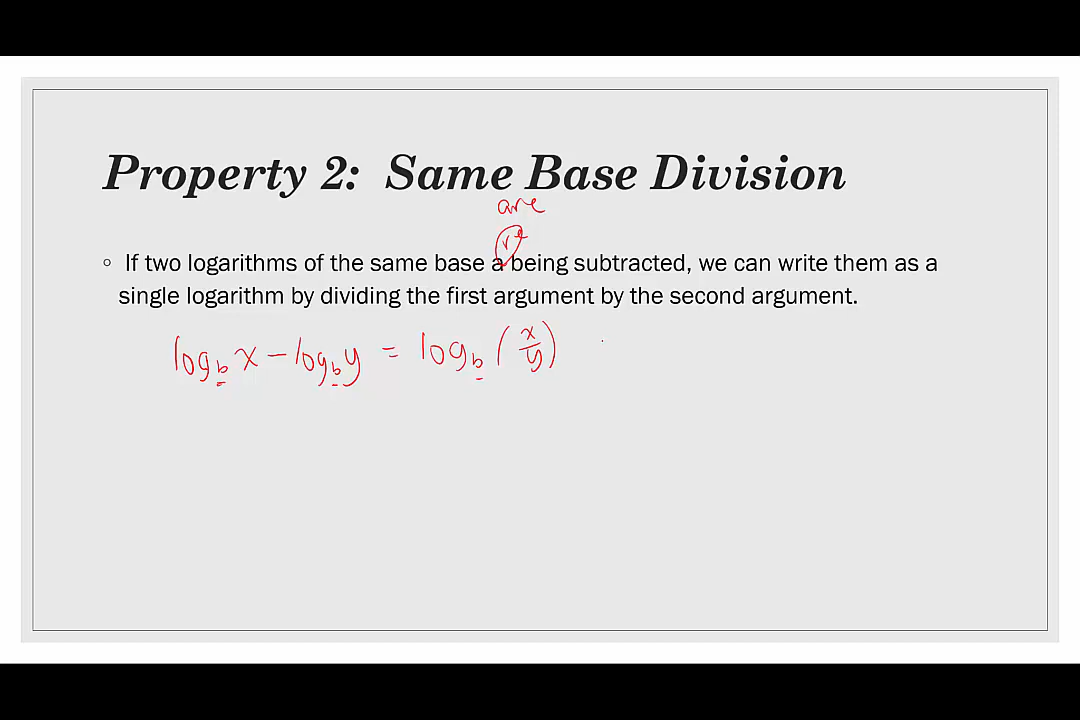 Property 2: Same Base Division
are
re
◦ If two logarithms of the same base a being subtracted, we can write them as a
single logarithm by dividing the first argument by the second argument.
log_b x - log_b y = log_b (x/y)